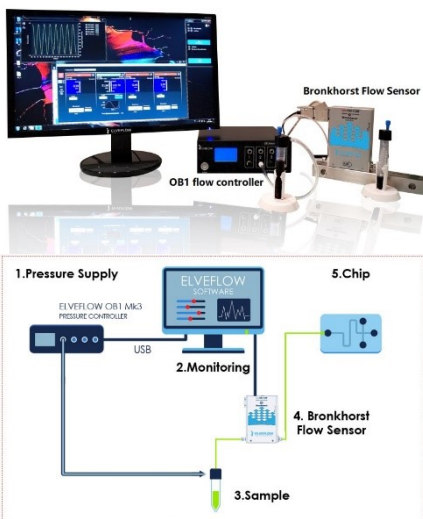 Bronkhorst Flow Sensor
OB1 flow controller
ELVEFLOW
1.Pressure Supply
5.Chip
ELVEFLOW
SOFTWARE
ELVEFLOW OB1 Mk3
PRESSURE CONTROLLER
USB
2.Monitoring
4. Bronkhorst
Flow Sensor
3.Sample